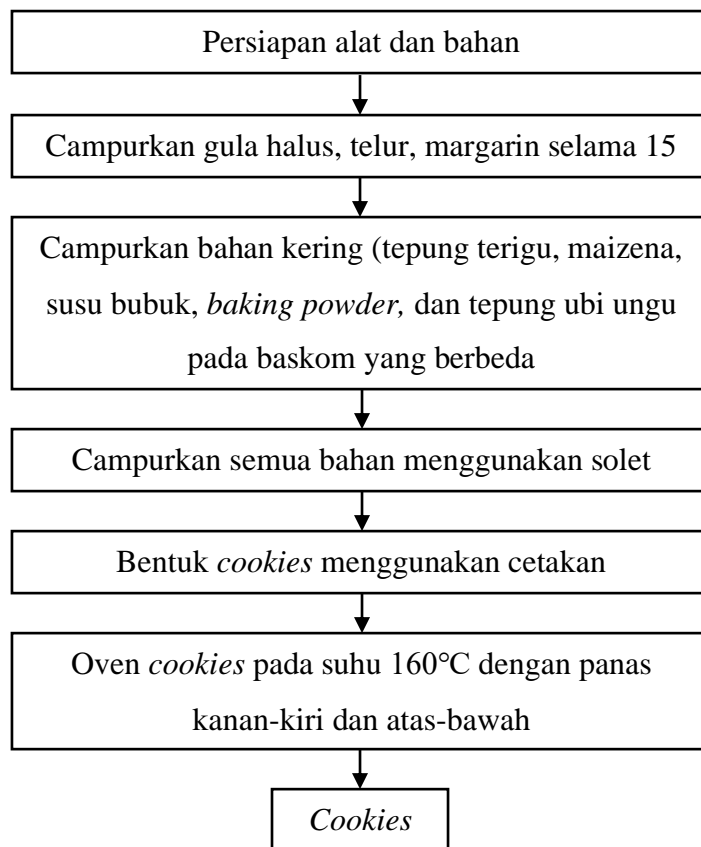 Persiapan alat dan bahan
Campurkan gula halus, telur, margarin selama 15
Campurkan bahan kering (tepung terigu, maizena,
susu bubuk, baking powder, dan tepung ubi ungu
pada baskom yang berbeda
Campurkan semua bahan menggunakan solet
Bentuk cookies menggunakan cetakan
Oven cookies pada suhu 160°C dengan panas
kanan-kiri dan atas-bawah
Cookies